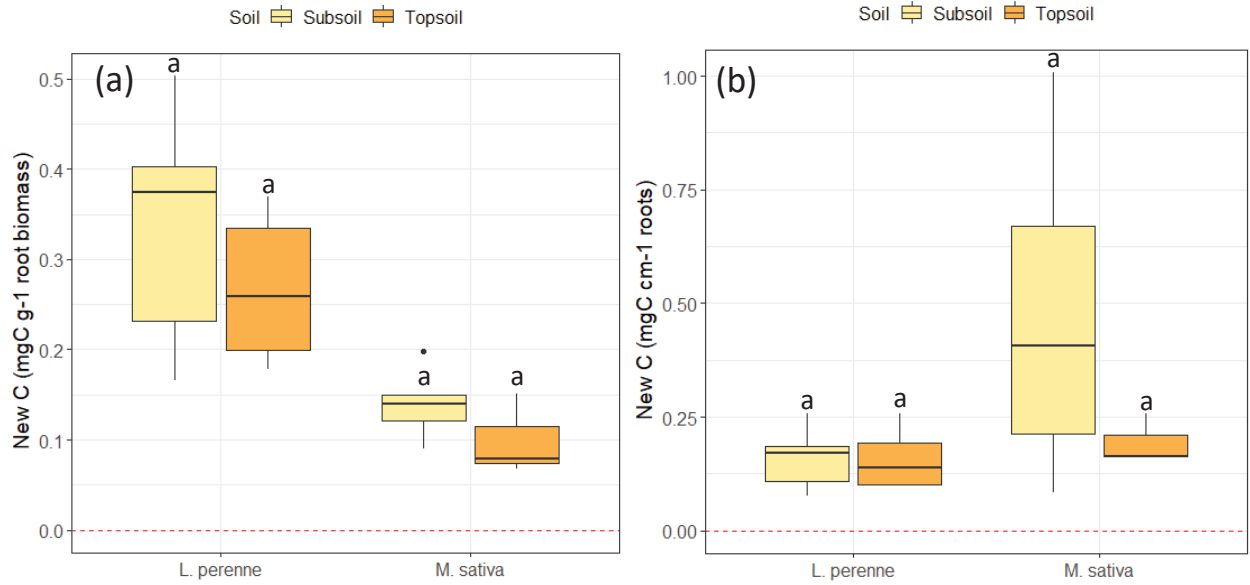 Soil Subsoil Topsoil
(a)
a
a
a
a
New C (mgC g-1 root biomass)
0.5
0.4
0.3
0.2
0.1
0.0
L. perenne M. sativa
Soil Subsoil Topsoil
(b)
a
a
a
a
New C (mgC cm-1 roots)
1.00
0.75
0.50
0.25
0.00
L. perenne M. sativa